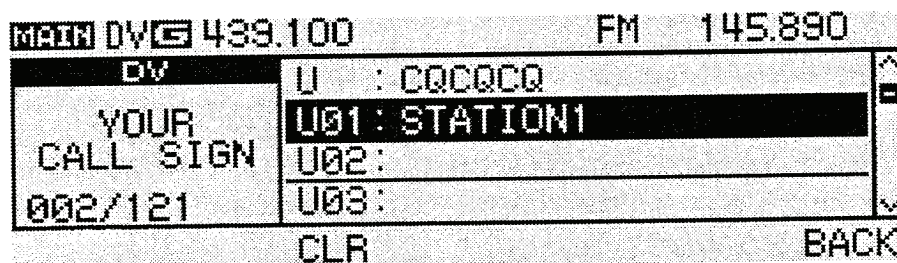 MAIN DV G 439.100 FM 145.890
DV
YOUR
CALL SIGN
002/121
U : CQCQCQ
U01: STATION1
U02:
U03:
CLR BACK